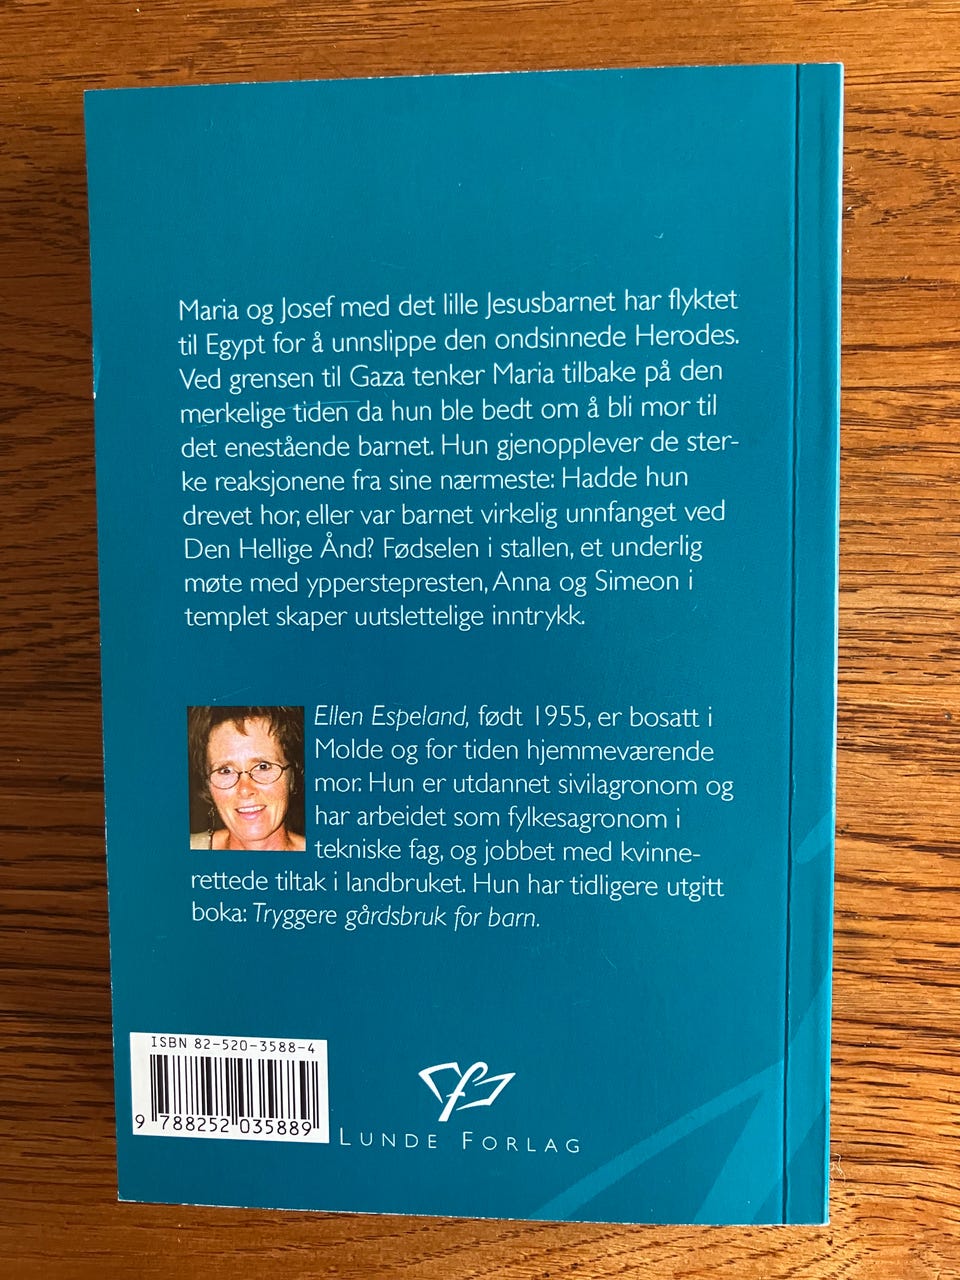 Maria og Josef med det lille Jesusbarnet har flyktet
til Egypt for å unnslippe den ondsinnede Herodes.
Ved grensen til Gaza tenker Maria tilbake på den
merkelige tiden da hun ble bedt om å bli mor til
det enestående barnet. Hun gjenopplever de ster-
ke reaksjonene fra sine nærmeste: Hadde hun
drevet hor, eller var barnet virkelig unnfanget ved
Den Hellige Ånd? Fødselen i stallen, et underlig
møte med ypperstepresten, Anna og Simeon i
templet skaper uutslettelige inntrykk.
Ellen Espeland, født 1955, er bosatt i
Molde og for tiden hjemmeværende
mor. Hun er utdannet sivilagronom og
har arbeidet som fylkesagronom i
tekniske fag, og jobbet med kvinne-
rettede tiltak i landbruket. Hun har tidligere utgitt
boka: Tryggere gårdsbruk for barn.
ISBN 82-520-3588-4
9 788252 035889
LUNDE FORLAG